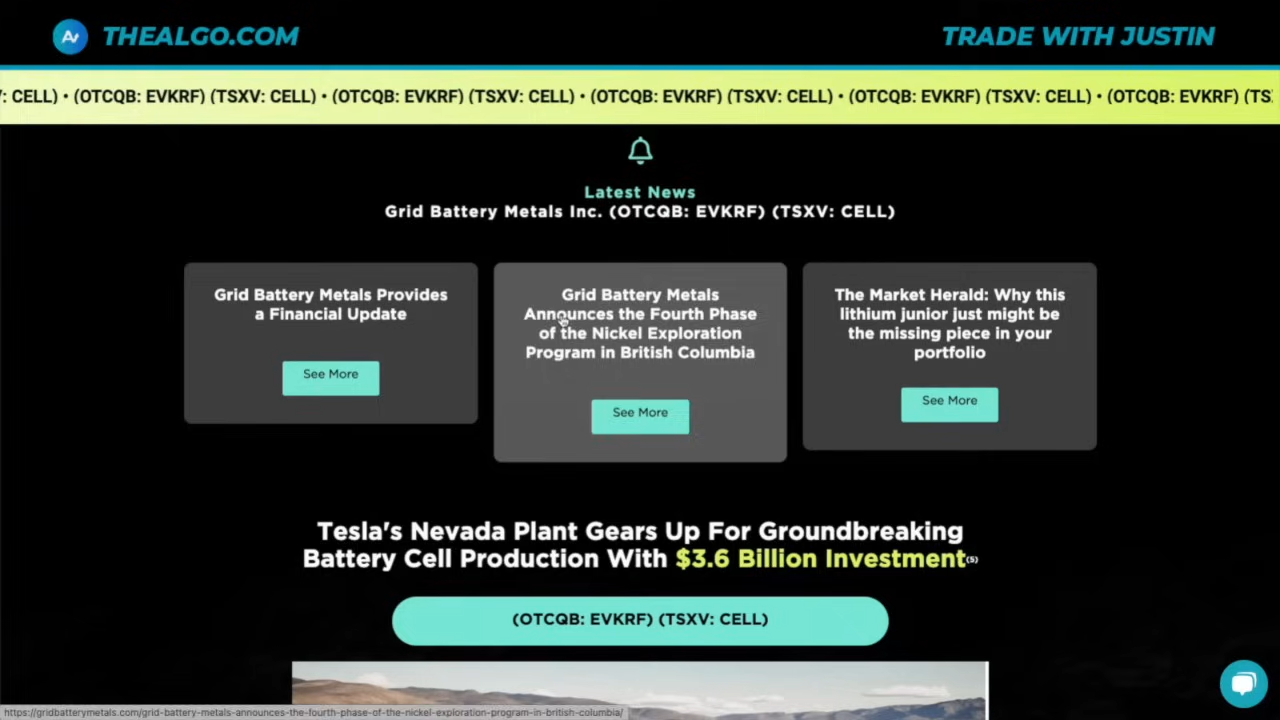 THEALGO.COM
TRADE WITH JUSTIN
: CELL) • (OTCQB: EVKRF) (TSXV: CELL) • (OTCQB: EVKRF) (TSXV: CELL) • (OTCQB: EVKRF) (TSXV: CELL) • (OTCQB: EVKRF) (TSXV: CELL) • (OTCQB: EVKRF) (TS
Latest News
Grid Battery Metals Inc. (OTCQB: EVKRF) (TSXV: CELL)
Grid Battery Metals Provides
a Financial Update
See More
Grid Battery Metals
Announces the Fourth Phase
of the Nickel Exploration
Program in British Columbia
See More
The Market Herald: Why this
lithium junior just might be
the missing piece in your
portfolio
See More
Tesla's Nevada Plant Gears Up For Groundbreaking
Battery Cell Production With $3.6 Billion Investment(5)
(OTCQB: EVKRF) (TSXV: CELL)
https://gridbatterymetals.com/grid-battery-metals-announces-the-fourth-phase-of-the-nickel-exploration-program-in-british-columbia/